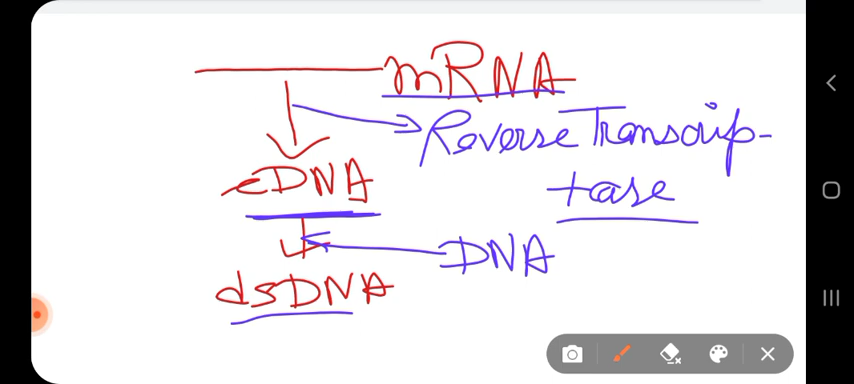 mRNA
Reverse Transcrip-
tase
cDNA
DNA
dsDNA